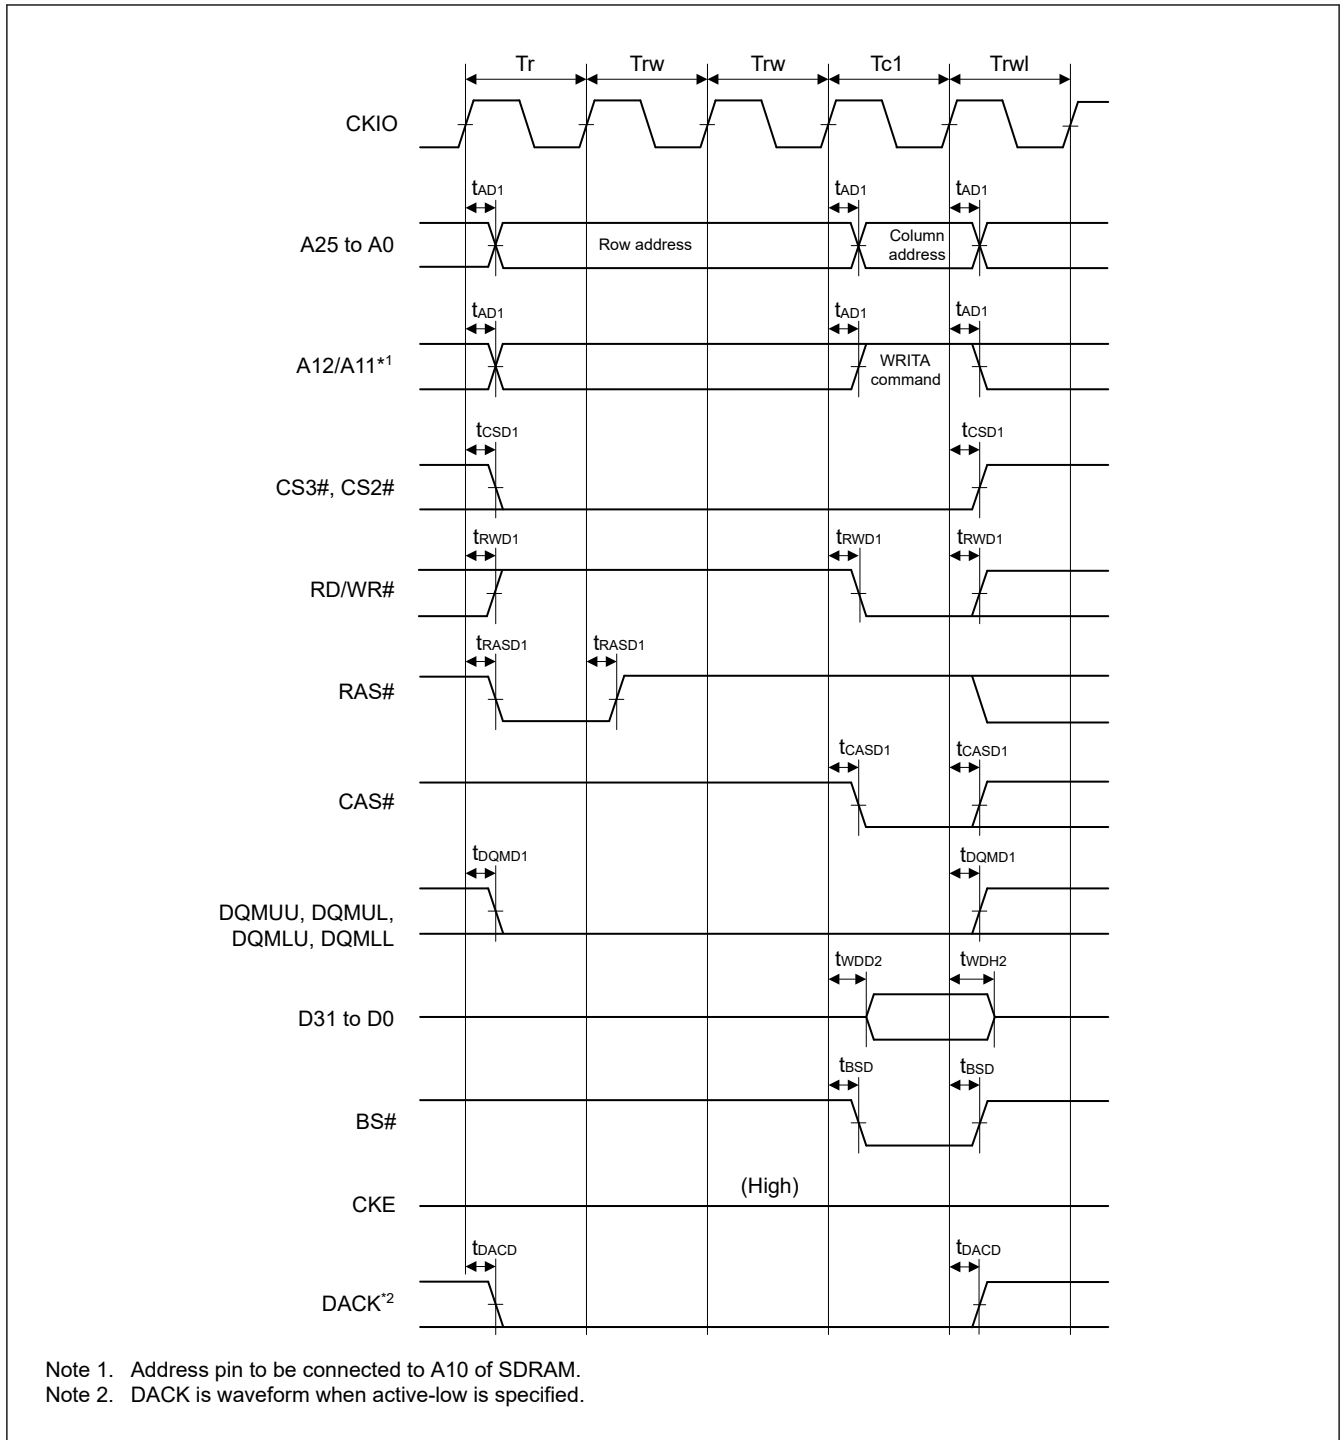 Tr Trw Trw Tc1 Trwl
CKIO
tAD1 tAD1 tAD1
A25 to A0 Row address Column address
tAD1 tAD1 tAD1
A12/A11*1 WRITA command
tCSD1 tCSD1
CS3#, CS2#
tRWD1 tRWD1 tRWD1
RD/WR#
tRASD1 tRASD1
RAS#
tCASD1 tCASD1
CAS#
tDQMD1 tDQMD1
DQMUU, DQMUL,
DQMLU, DQMLL
tWDD2 tWDH2
D31 to D0
tBSD tBSD
BS#
(High)
CKE
tDACD tDACD
DACK*2
Note 1. Address pin to be connected to A10 of SDRAM.
Note 2. DACK is waveform when active-low is specified.